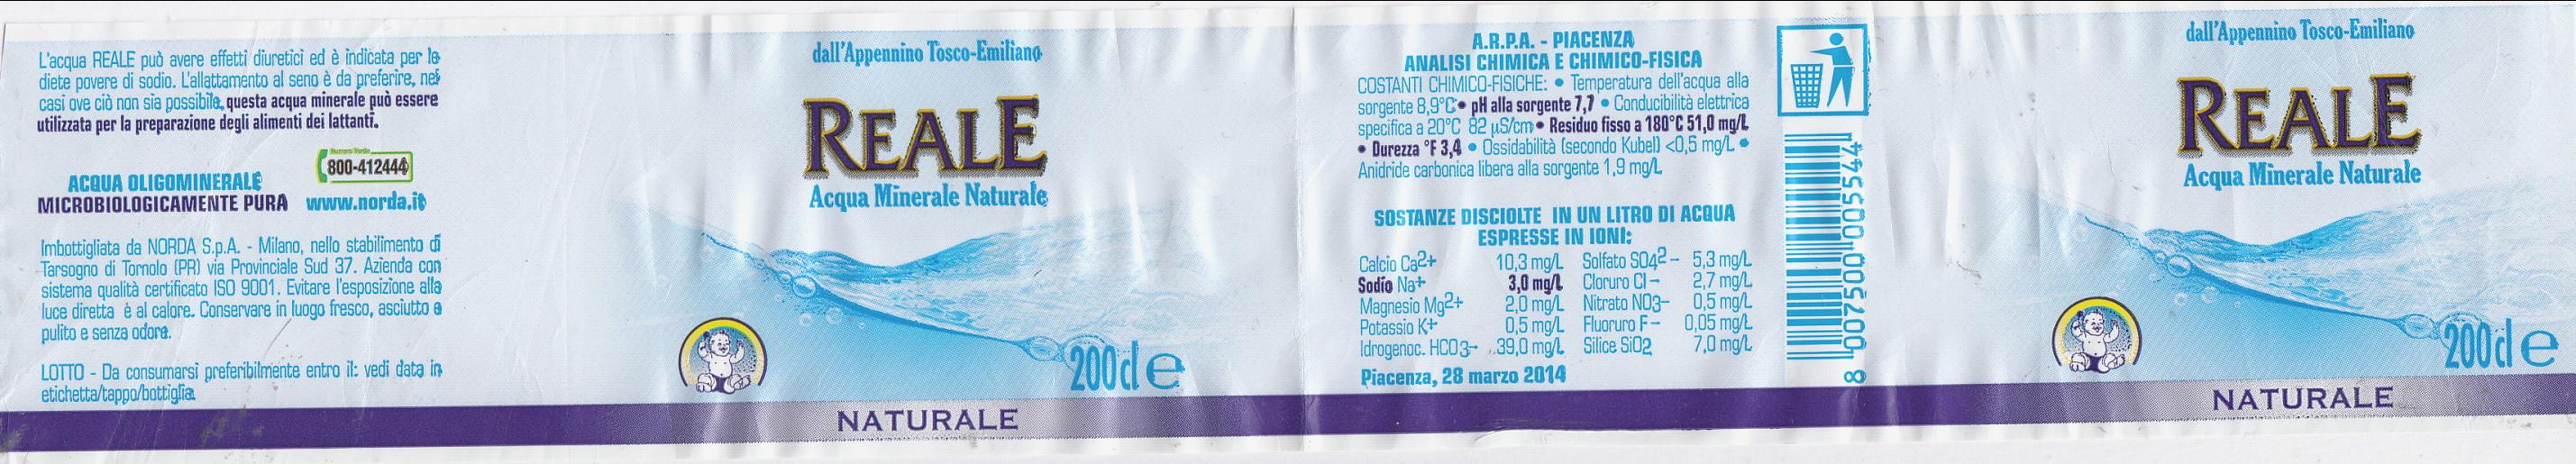 L'acqua REALE può avere effetti diuretici ed è indicata per le
diete povere di sodio. L'allattamento al seno è da preferire, nei
casi ove ciò non sia possibile, questa acqua minerale può essere
utilizzata per la preparazione degli alimenti dei lattanti.
Numero Verde
800-412444
ACQUA OLIGOMINERALE
MICROBIOLOGICAMENTE PURA www.norda.it
Imbottigliata da NORDA S.p.A. - Milano, nello stabilimento di
Tarsogno di Tornolo (PR) via Provinciale Sud 37. Azienda con
sistema qualità certificato ISO 9001. Evitare l'esposizione alla
luce diretta è al calore. Conservare in luogo fresco, asciutto e
pulito e senza odore.
LOTTO - Da consumarsi preferibilmente entro il: vedi data in
etichetta/tappo/bottiglia
dall'Appennino Tosco-Emiliano
REALE
Acqua Minerale Naturale
200cl e
NATURALE
A.R.P.A. - PIACENZA
ANALISI CHIMICA E CHIMICO-FISICA
COSTANTI CHIMICO-FISICHE: • Temperatura dell'acqua alla
sorgente 8,9°C • pH alla sorgente 7,7 • Conducibilità elettrica
specifica a 20°C 82 µS/cm • Residuo fisso a 180°C 51,0 mg/L
• Durezza °F 3,4 • Ossidabilità (secondo Kubel) <0,5 mg/L •
Anidride carbonica libera alla sorgente 1,9 mg/L
SOSTANZE DISCIOLTE IN UN LITRO DI ACQUA
ESPRESSE IN IONI:
Calcio Ca2+ 10,3 mg/L Solfato SO42- 5,3 mg/L
Sodio Na+ 3,0 mg/L Cloruro Cl- 2,7 mg/L
Magnesio Mg2+ 2,0 mg/L Nitrato NO3- 0,5 mg/L
Potassio K+ 0,5 mg/L Fluoruro F- 0,05 mg/L
Idrogenoc. HCO3- 39,0 mg/L Silice SiO2 7,0 mg/L
Piacenza, 28 marzo 2014
8 007500 005544
dall'Appennino Tosco-Emiliano
REALE
Acqua Minerale Naturale
200cl e
NATURALE